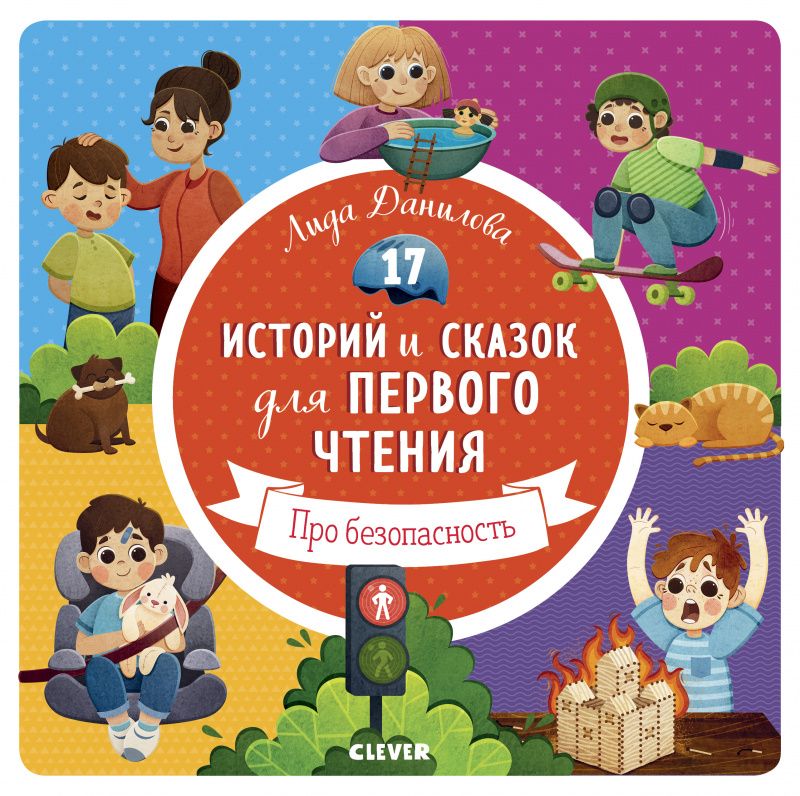 Лида Данилова
17
ИСТОРИЙ и СКАЗОК
для ПЕРВОГО
ЧТЕНИЯ
Про безопасность
CLEVER